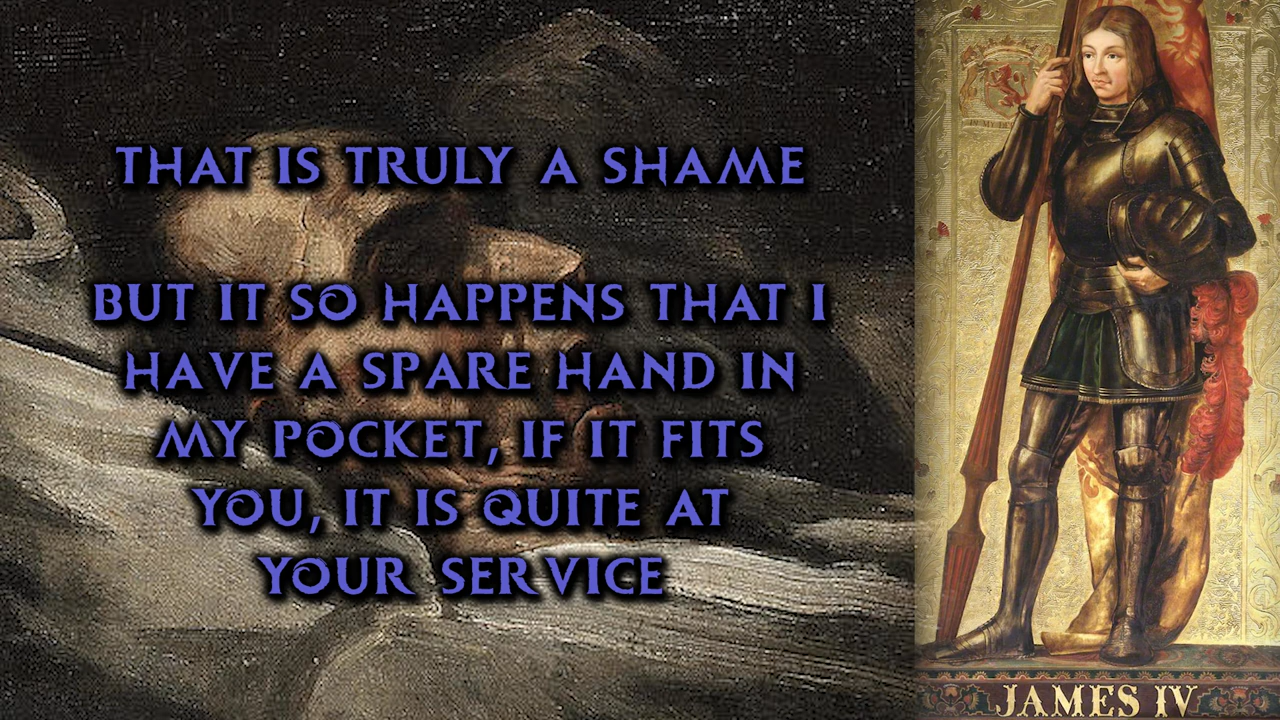 THAT IS TRULY A SHAME
BUT IT SO HAPPENS THAT I
HAVE A SPARE HAND IN
MY POCKET, IF IT FITS
YOU, IT IS QUITE AT
YOUR SERVICE
JAMES IV